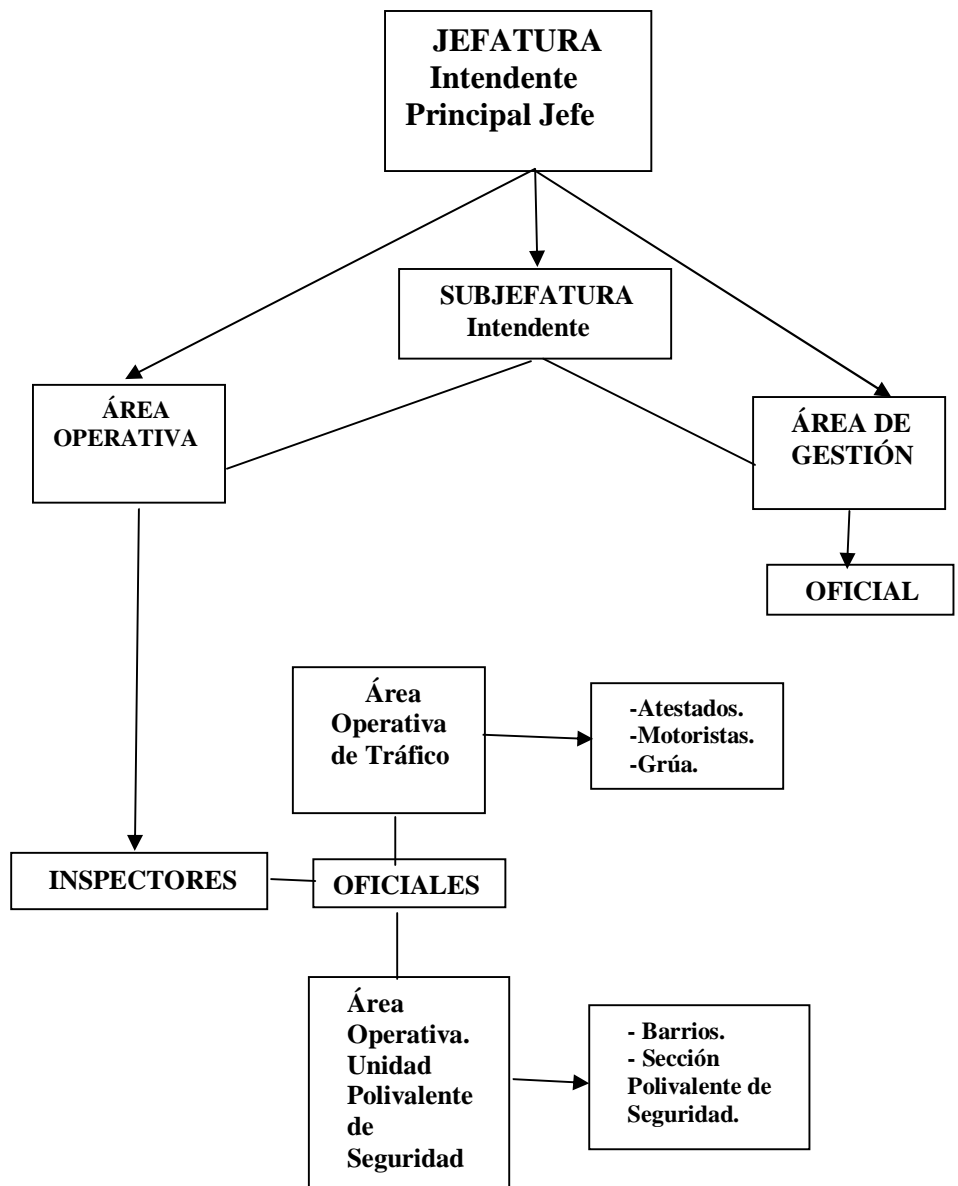 JEFATURA
Intendente
Principal Jefe
SUBJEFATURA
Intendente
ÁREA
OPERATIVA
ÁREA DE
GESTIÓN
OFICIAL
Área
Operativa
de Tráfico
-Atestados.
-Motoristas.
-Grúa.
INSPECTORES
OFICIALES
Área
Operativa.
Unidad
Polivalente
de
Seguridad
- Barrios.
- Sección
Polivalente de
Seguridad.